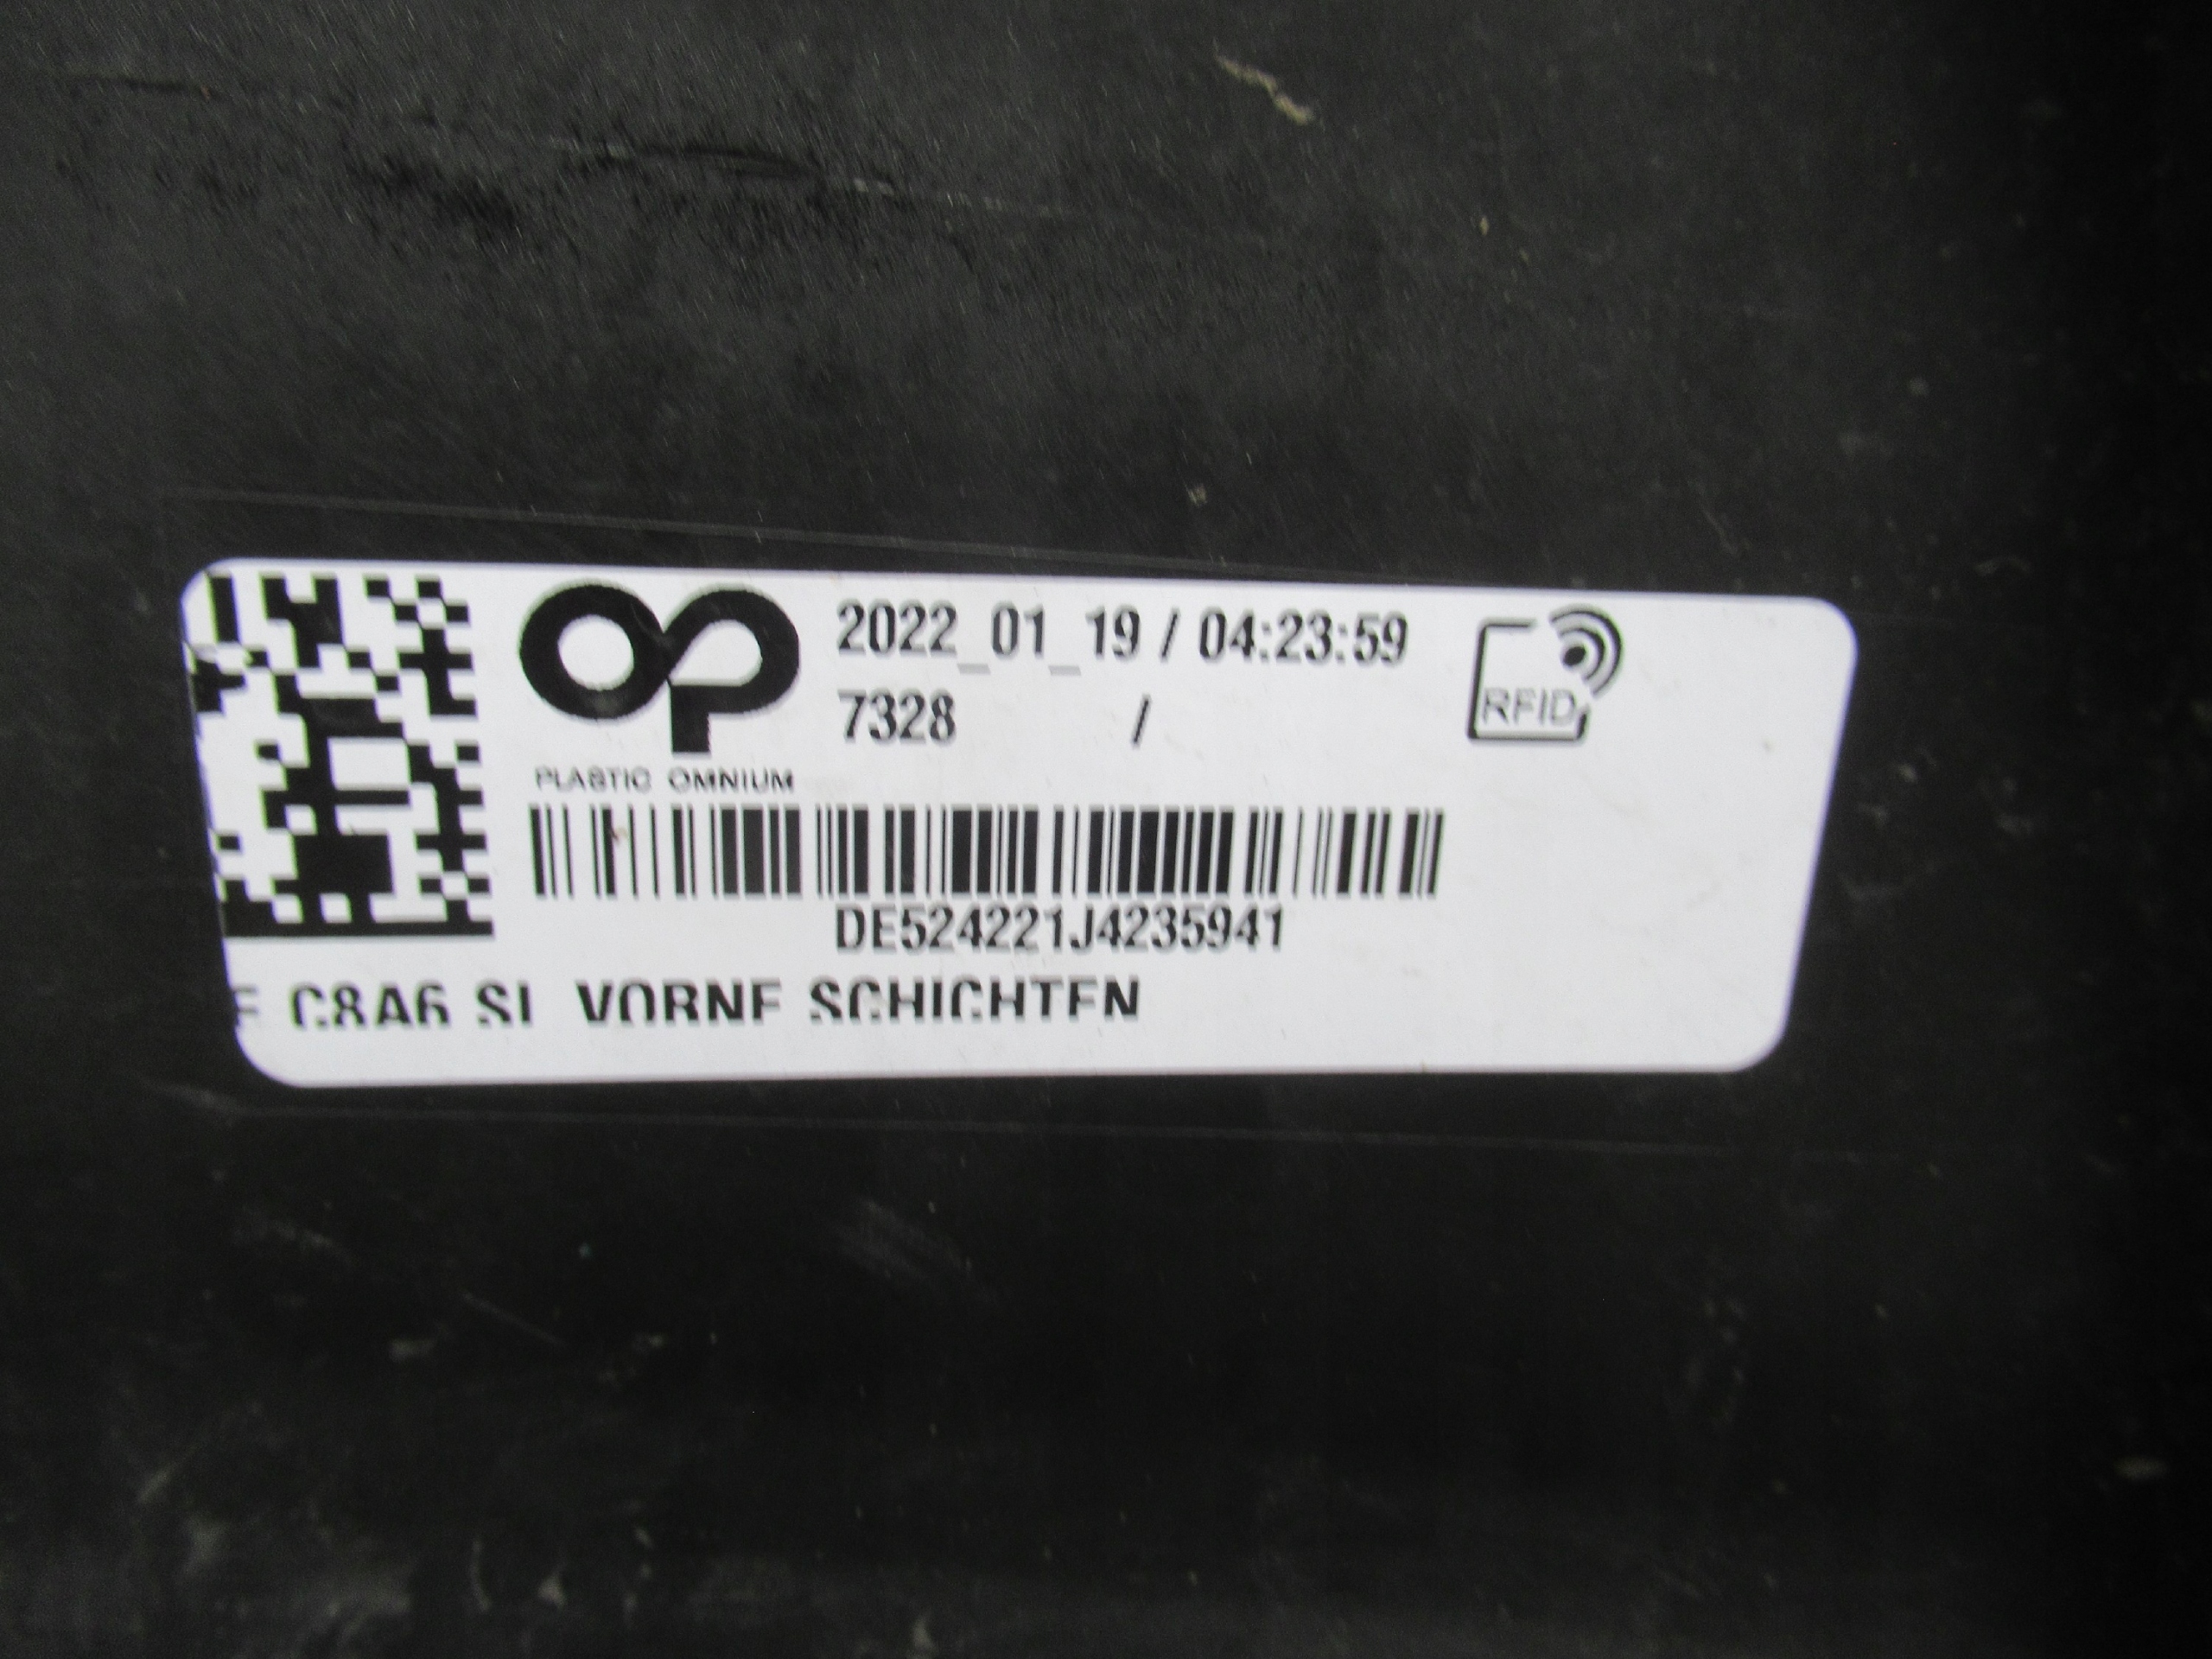 2022_01_19 / 04:23:59
7328 /
RFID
PLASTIC OMNIUM
DE524221J4235941
C8A6 SL VORNE SCHICHTEN